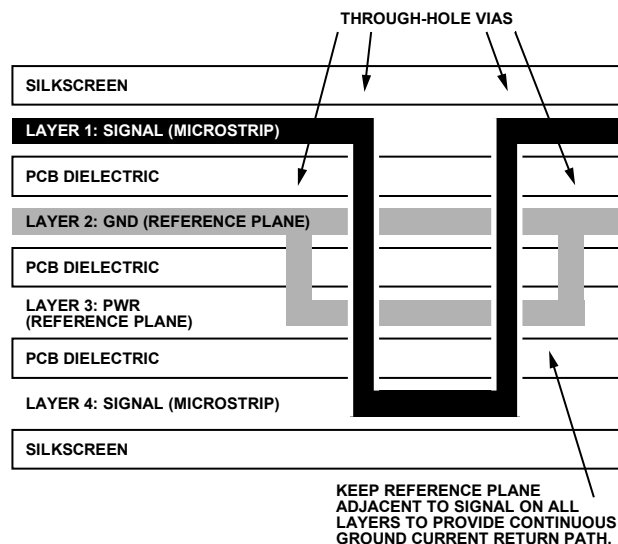 THROUGH-HOLE VIAS
SILKSCREEN
LAYER 1: SIGNAL (MICROSTRIP)
PCB DIELECTRIC
LAYER 2: GND (REFERENCE PLANE)
PCB DIELECTRIC
LAYER 3: PWR
(REFERENCE PLANE)
PCB DIELECTRIC
LAYER 4: SIGNAL (MICROSTRIP)
SILKSCREEN
KEEP REFERENCE PLANE
ADJACENT TO SIGNAL ON ALL
LAYERS TO PROVIDE CONTINUOUS
GROUND CURRENT RETURN PATH.